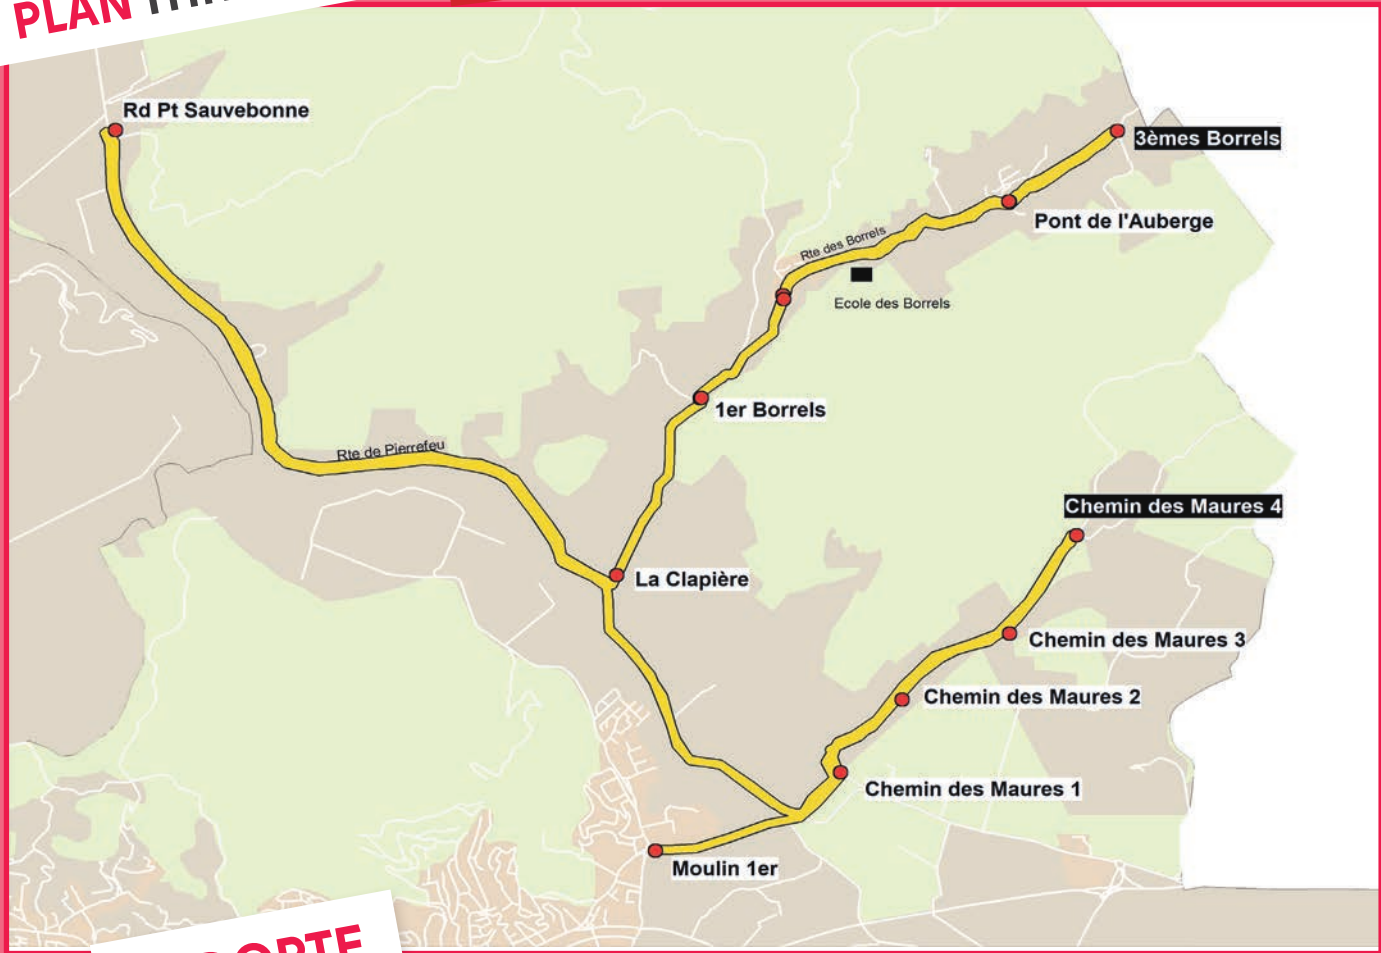 PLAN
Rd Pt Sauvebonne
3èmes Borrels
Pont de l'Auberge
Rte des Borrels
Ecole des Borrels
1er Borrels
Rte de Pierrefeu
Chemin des Maures 4
La Clapière
Chemin des Maures 3
Chemin des Maures 2
Chemin des Maures 1
Moulin 1er